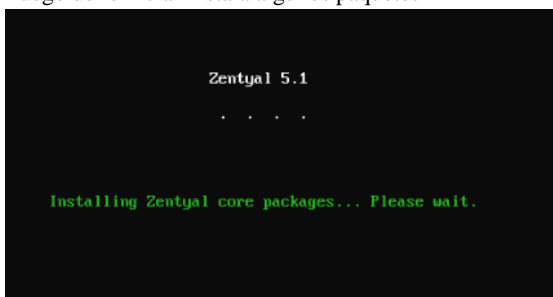 Zentyal 5.1
. . . .
Installing Zentyal core packages... Please wait.